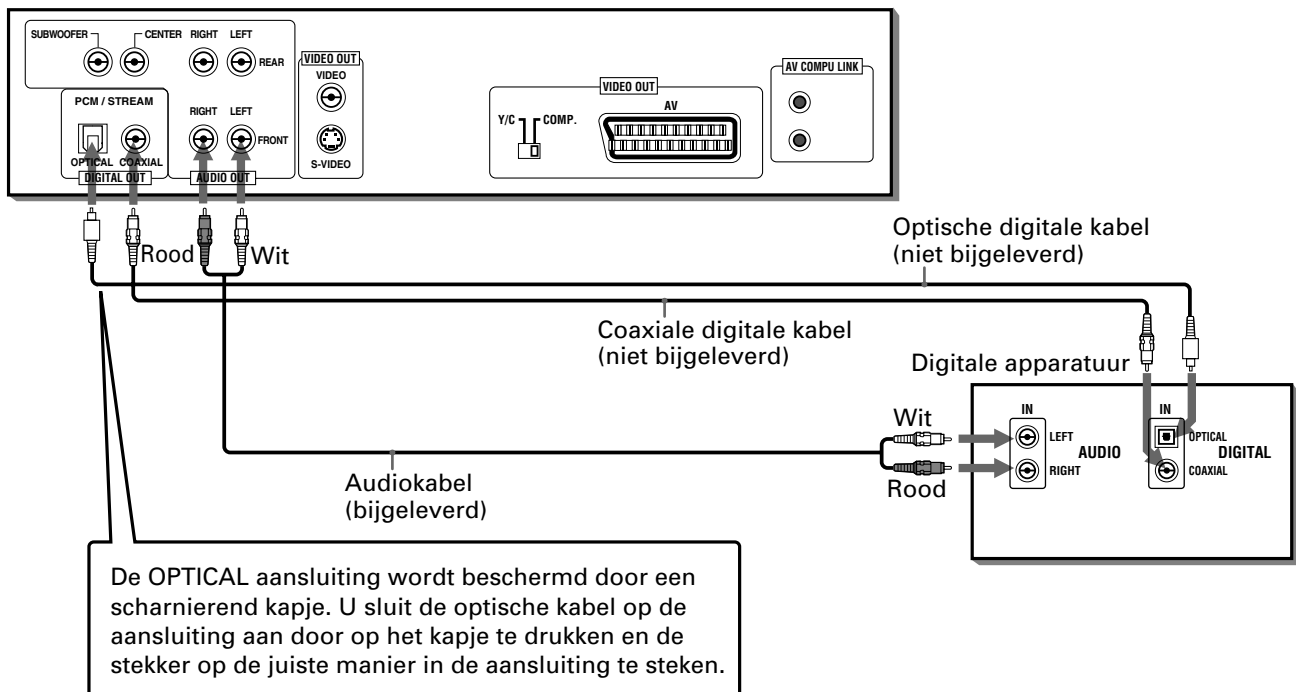 SUBWOOFER
CENTER
RIGHT
LEFT
REAR
VIDEO OUT
VIDEO
S-VIDEO
PCM / STREAM
OPTICAL
COAXIAL
DIGITAL OUT
RIGHT
LEFT
FRONT
AUDIO OUT
VIDEO OUT
Y/C
COMP.
AV
AV COMPU LINK
Rood
Wit
Optische digitale kabel
(niet bijgeleverd)
Coaxiale digitale kabel
(niet bijgeleverd)
Digitale apparatuur
Wit
Rood
IN
LEFT
RIGHT
AUDIO
IN
OPTICAL
COAXIAL
DIGITAL
Audiokabel
(bijgeleverd)
De OPTICAL aansluiting wordt beschermd door een
scharnierend kapje. U sluit de optische kabel op de
aansluiting aan door op het kapje te drukken en de
stekker op de juiste manier in de aansluiting te steken.